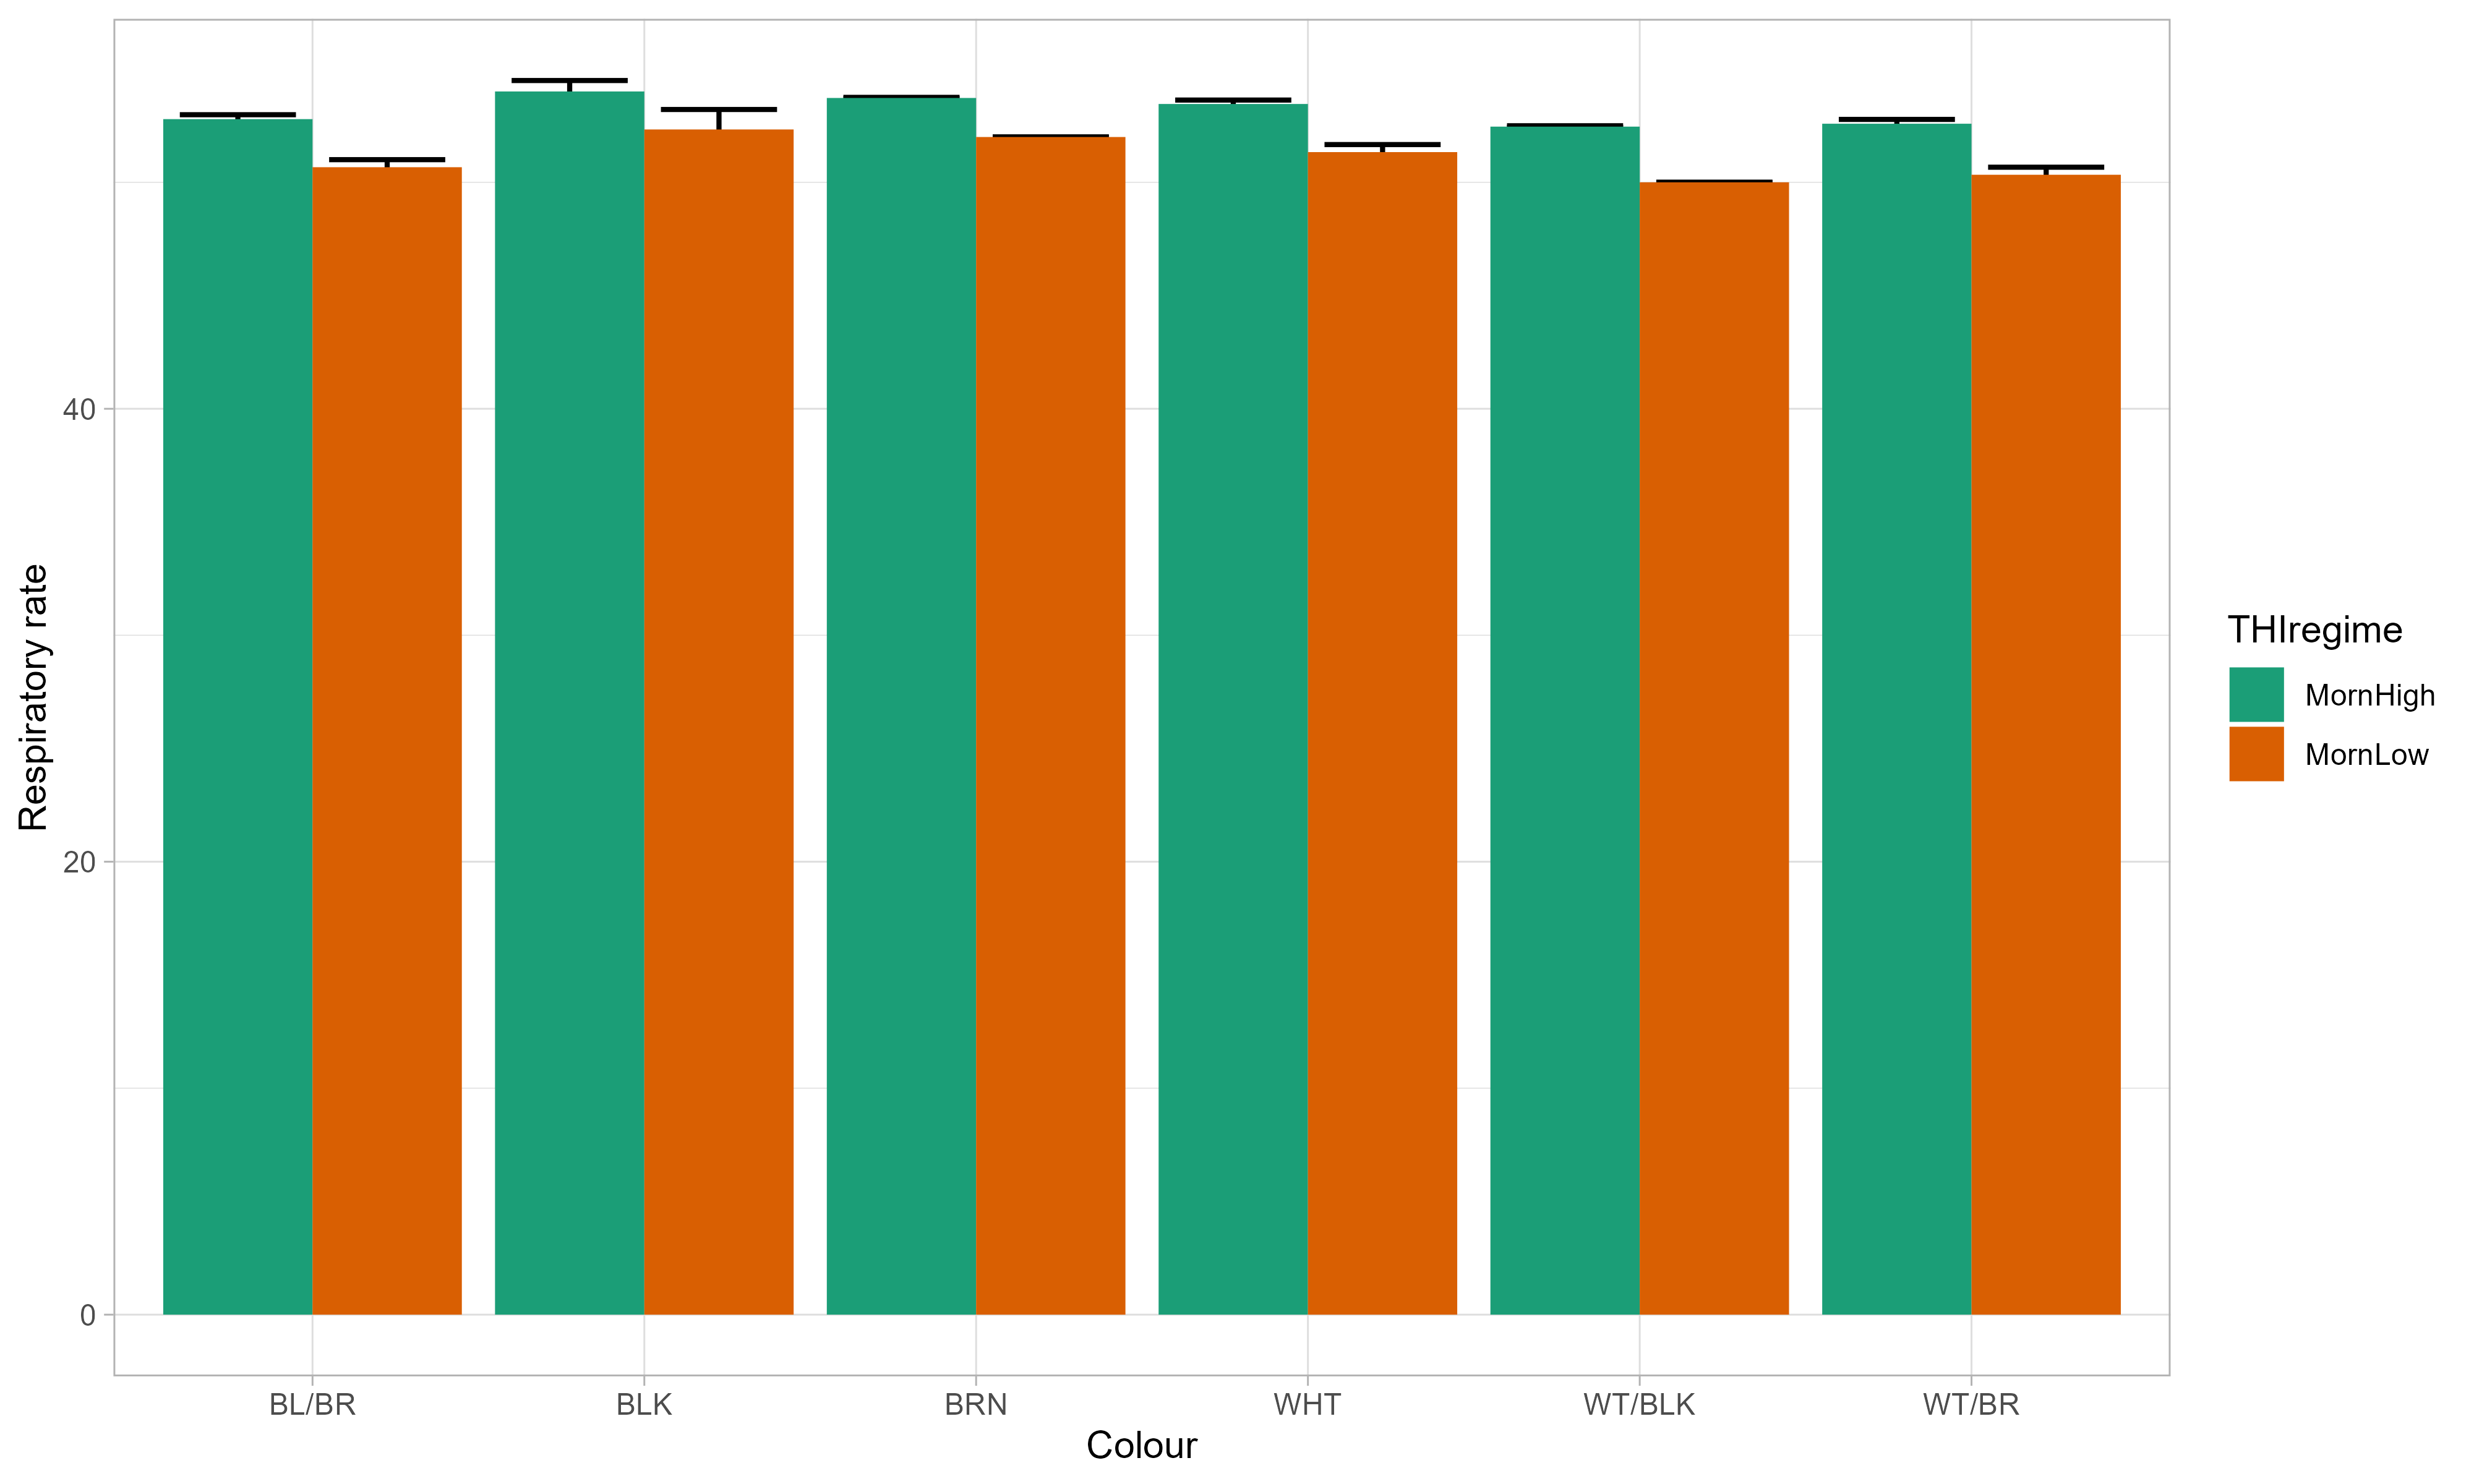 Respiratory rate
40
20
0
BL/BR BLK BRN WHT WT/BLK WT/BR
Colour
THIregime
MornHigh
MornLow